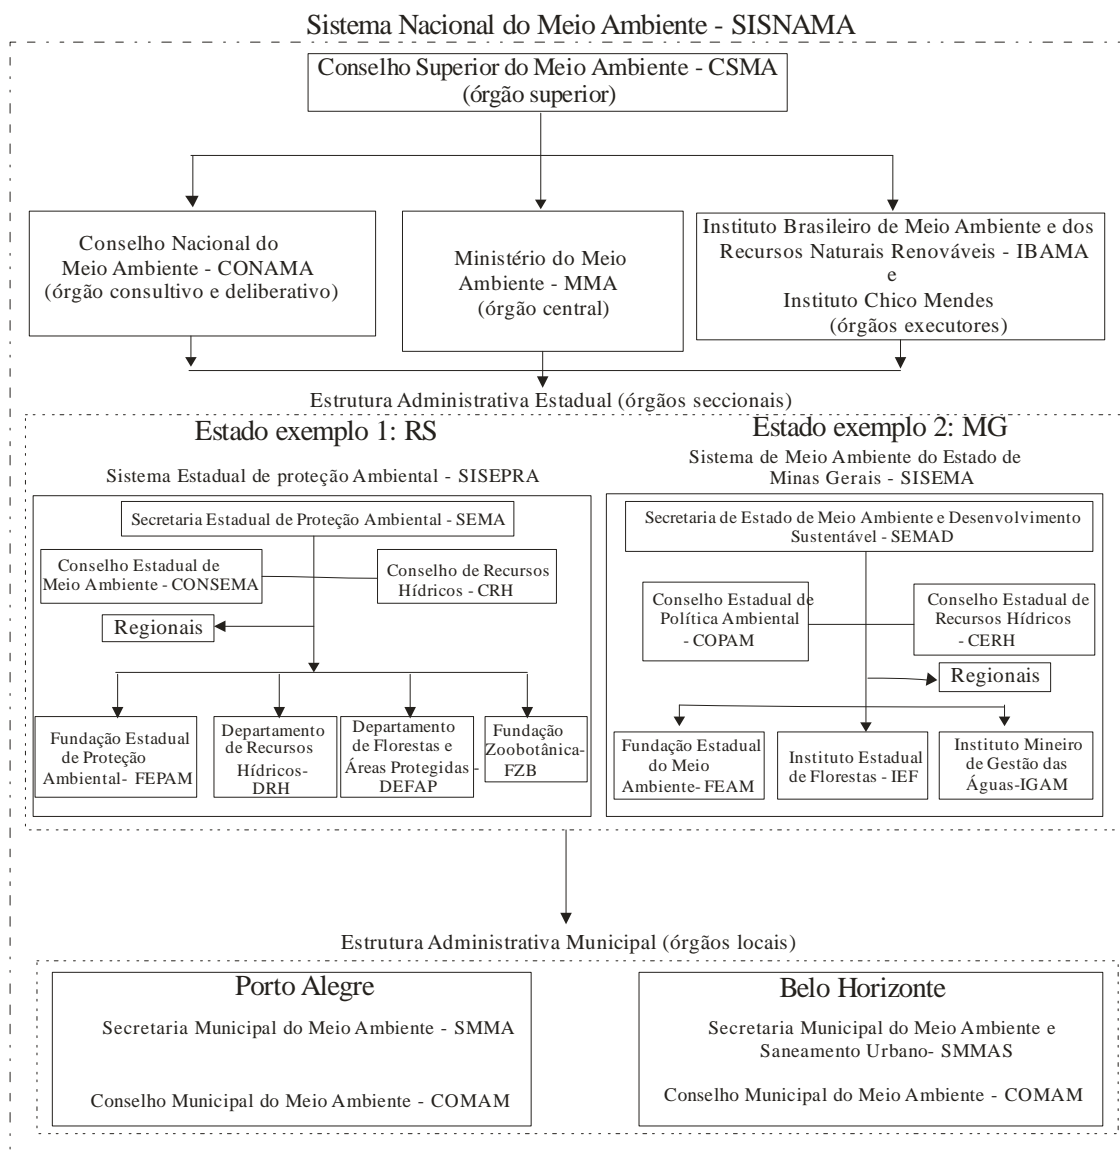 Sistema Nacional do Meio Ambiente - SISNAMA
Conselho Superior do Meio Ambiente - CSMA
(órgão superior)
Conselho Nacional do
Meio Ambiente - CONAMA
(órgão consultivo e deliberativo)
Ministério do Meio
Ambiente - MMA
(órgão central)
Instituto Brasileiro de Meio Ambiente e dos
Recursos Naturais Renováveis - IBAMA
e
Instituto Chico Mendes
(órgãos executores)
Estrutura Administrativa Estadual (órgãos seccionais)
Estado exemplo 1: RS
Sistema Estadual de proteção Ambiental - SISEPRA
Secretaria Estadual de Proteção Ambiental - SEMA
Conselho Estadual de
Meio Ambiente - CONSEMA
Conselho de Recursos
Hídricos - CRH
Regionais
Fundação Estadual
de Proteção
Ambiental- FEPAM
Departamento
de Recursos
Hídricos-
DRH
Departamento
de Florestas e
Áreas Protegidas -
DEFAP
Fundação
Zoobotânica-
FZB
Estado exemplo 2: MG
Sistema de Meio Ambiente do Estado de
Minas Gerais - SISEMA
Secretaria de Estado de Meio Ambiente e Desenvolvimento
Sustentável - SEMAD
Conselho Estadual de
Política Ambiental
- COPAM
Conselho Estadual de
Recursos Hídricos
- CERH
Regionais
Fundação Estadual
do Meio
Ambiente- FEAM
Instituto Estadual
de Florestas - IEF
Instituto Mineiro
de Gestão das
Águas-IGAM
Estrutura Administrativa Municipal (órgãos locais)
Porto Alegre
Secretaria Municipal do Meio Ambiente - SMMA
Conselho Municipal do Meio Ambiente - COMAM
Belo Horizonte
Secretaria Municipal do Meio Ambiente e
Saneamento Urbano- SMMAS
Conselho Municipal do Meio Ambiente - COMAM